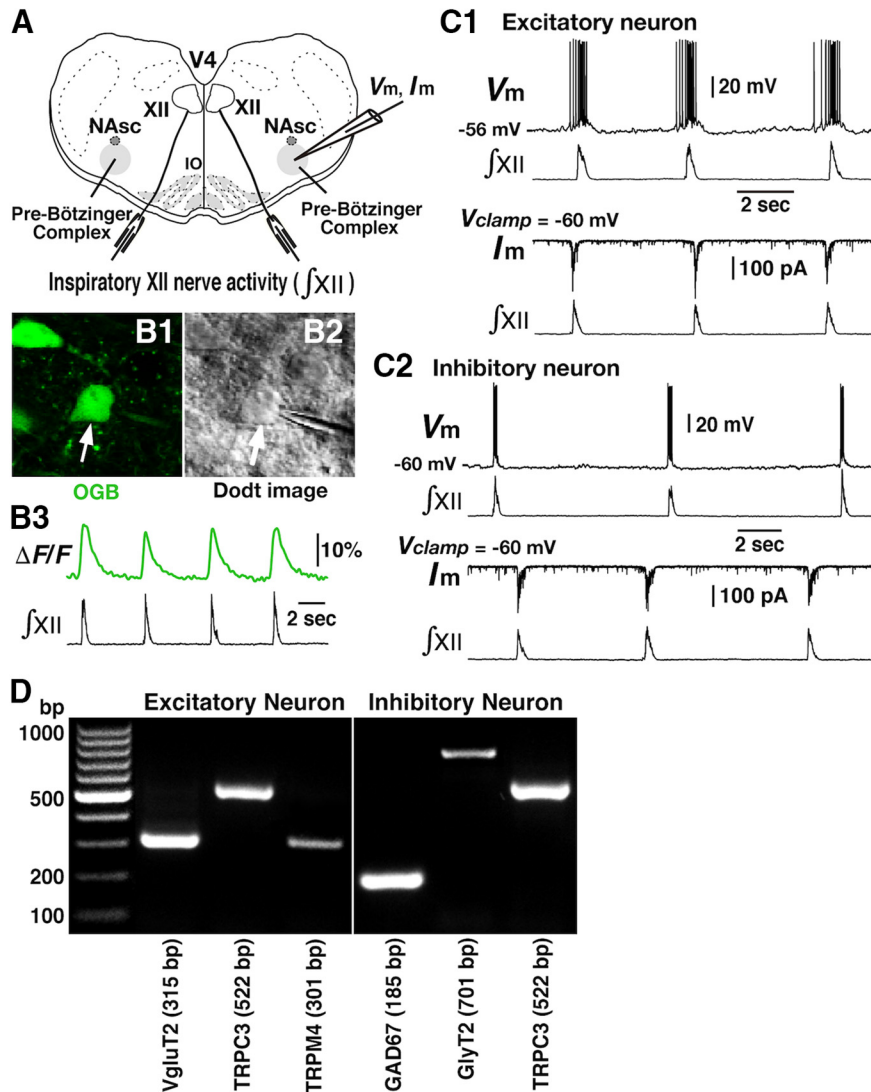 A
V4
XII
XII
Vm, Im
NAsc
NAsc
IO
Pre-Bötzinger
Complex
Pre-Bötzinger
Complex
Inspiratory XII nerve activity (∫XII)
B1
B2
OGB
Dodt image
B3
ΔF/F
10%
∫XII
2 sec
C1 Excitatory neuron
Vm
20 mV
-56 mV
∫XII
2 sec
Vclamp = -60 mV
Im
100 pA
∫XII
C2 Inhibitory neuron
Vm
20 mV
-60 mV
∫XII
2 sec
Vclamp = -60 mV
Im
100 pA
∫XII
D
Excitatory Neuron
Inhibitory Neuron
bp
1000
500
200
100
VgluT2 (315 bp)
TRPC3 (522 bp)
TRPM4 (301 bp)
GAD67 (185 bp)
GlyT2 (701 bp)
TRPC3 (522 bp)